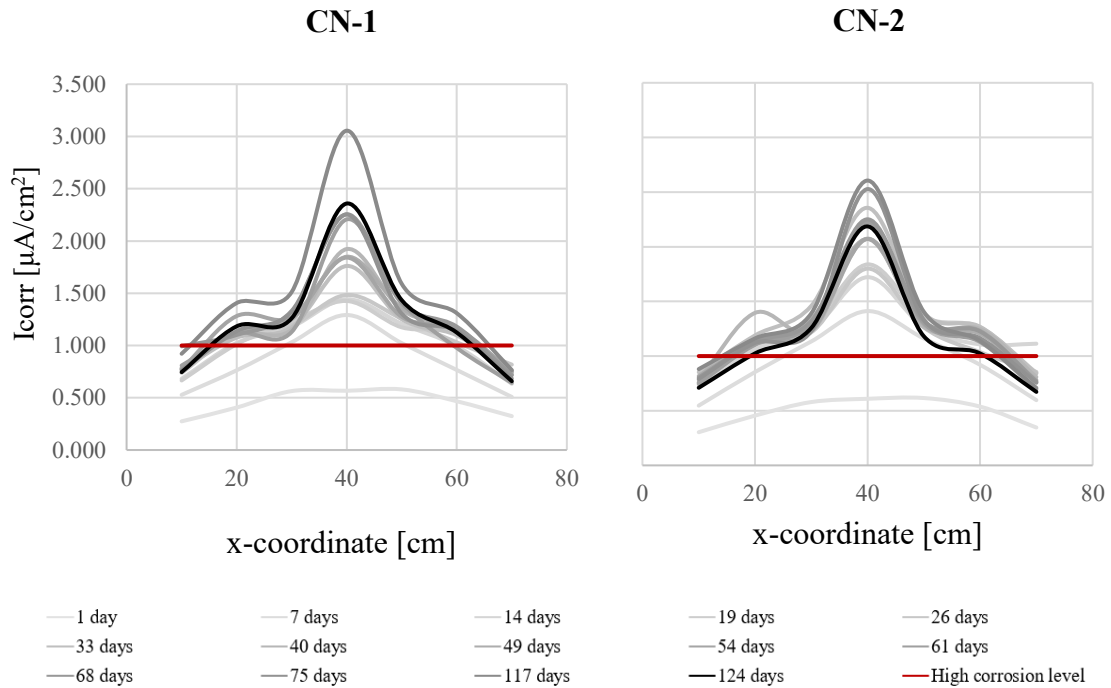 CN-1 CN-2
Icorr [µA/cm²]
3.500
3.000
2.500
2.000
1.500
1.000
0.500
0.000
0 20 40 60 80 0 20 40 60 80
x-coordinate [cm] x-coordinate [cm]
1 day 7 days 14 days 19 days 26 days
33 days 40 days 49 days 54 days 61 days
68 days 75 days 117 days 124 days High corrosion level